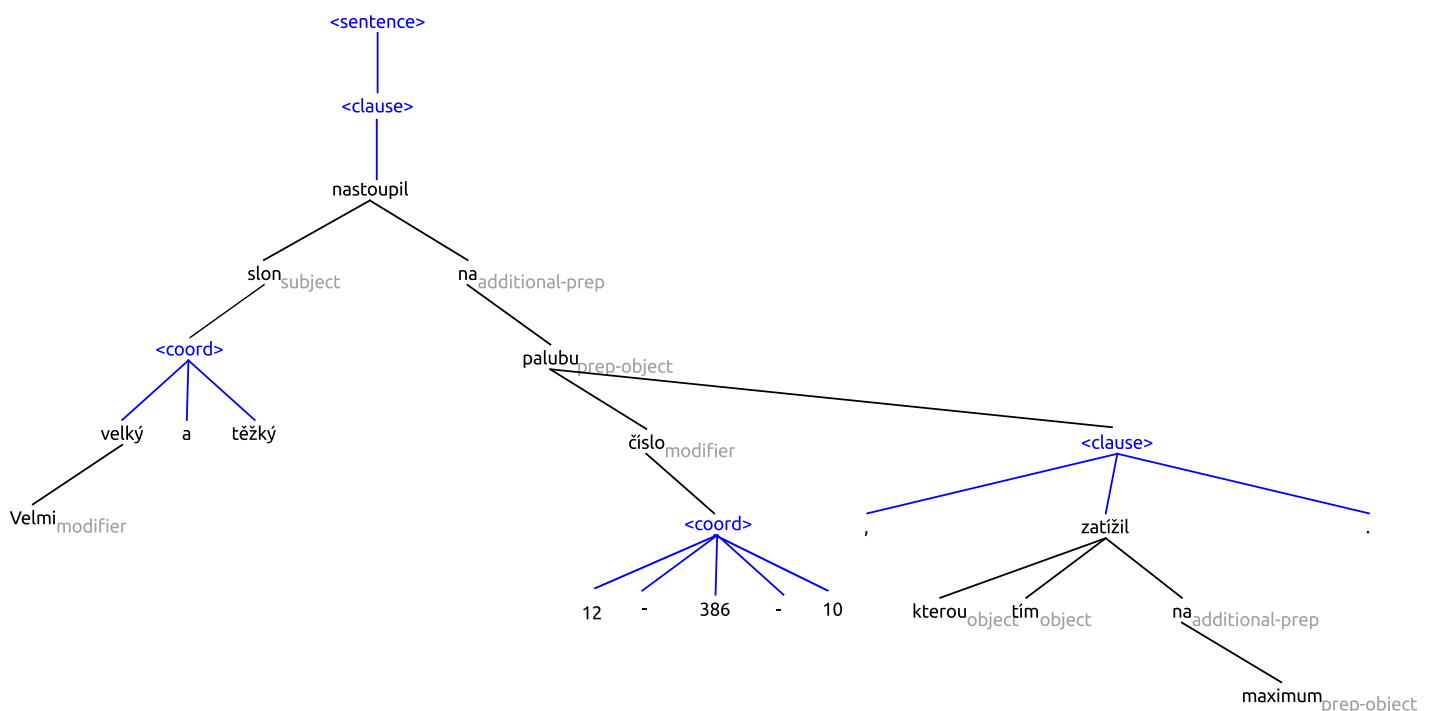 <sentence>
<clause>
nastoupil
slon subject na additional-prep
<coord> palubu prep-object
velký a těžký číslo modifier <clause>
Velmi modifier <coord> , zatížil .
12 - 386 - 10 kterou object tím object na additional-prep
maximum prep-object